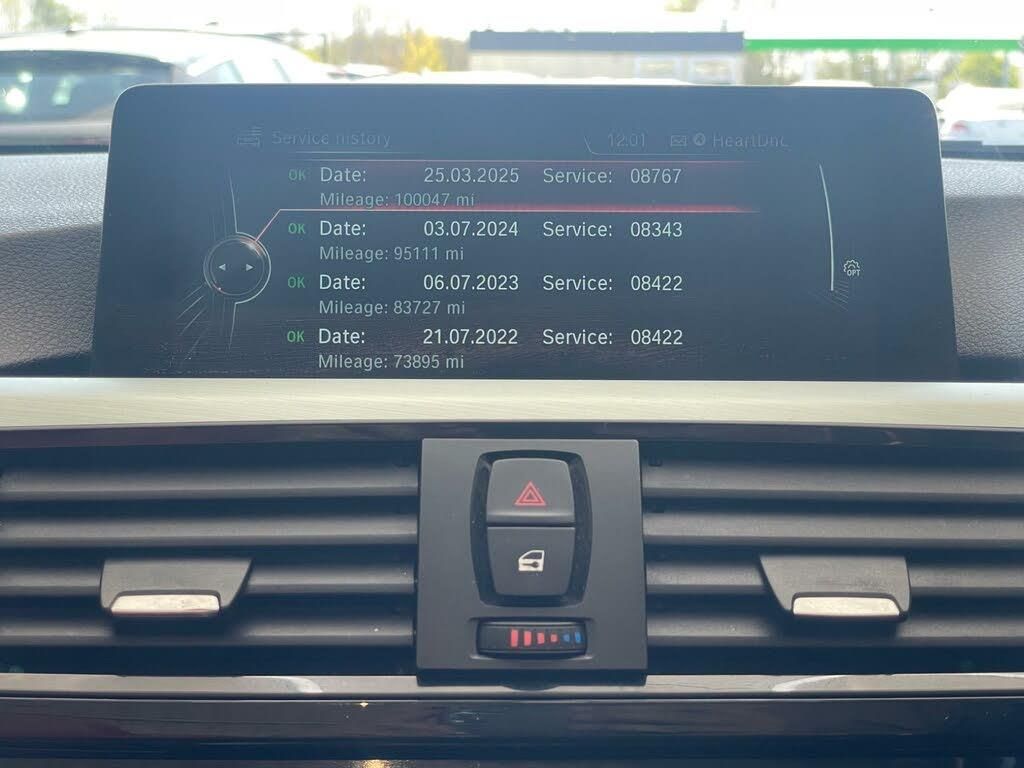 Service history 12:01 HeartDnc
OK Date: 25.03.2025 Service: 08767
Mileage: 100047 mi
OK Date: 03.07.2024 Service: 08343
Mileage: 95111 mi
OK Date: 06.07.2023 Service: 08422
Mileage: 83727 mi
OK Date: 21.07.2022 Service: 08422
Mileage: 73895 mi
OPT